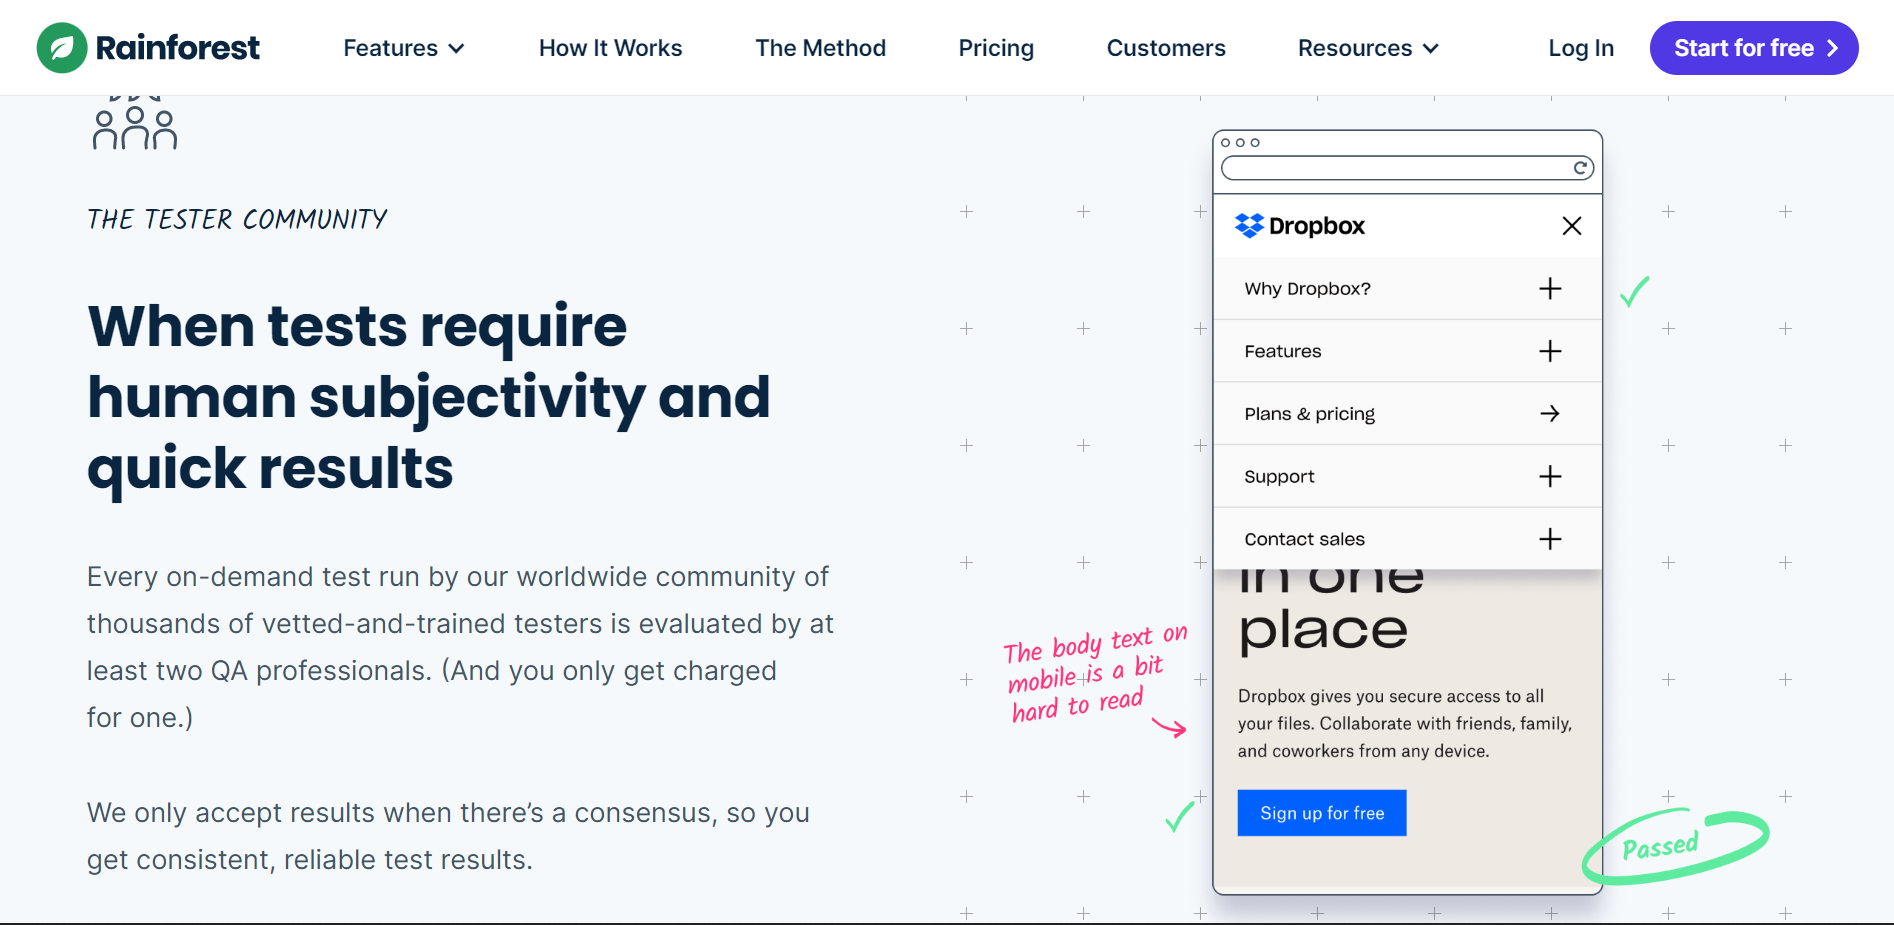 Rainforest
Features
How It Works
The Method
Pricing
Customers
Resources
Log In
Start for free
THE TESTER COMMUNITY
When tests require
human subjectivity and
quick results
Every on-demand test run by our worldwide community of
thousands of vetted-and-trained testers is evaluated by at
least two QA professionals. (And you only get charged
for one.)
We only accept results when there’s a consensus, so you
get consistent, reliable test results.
Dropbox
Why Dropbox?
Features
Plans & pricing
Support
Contact sales
in one
place
The body text on
mobile is a bit
hard to read
Dropbox gives you secure access to all
your files. Collaborate with friends, family,
and coworkers from any device.
Sign up for free
Passed